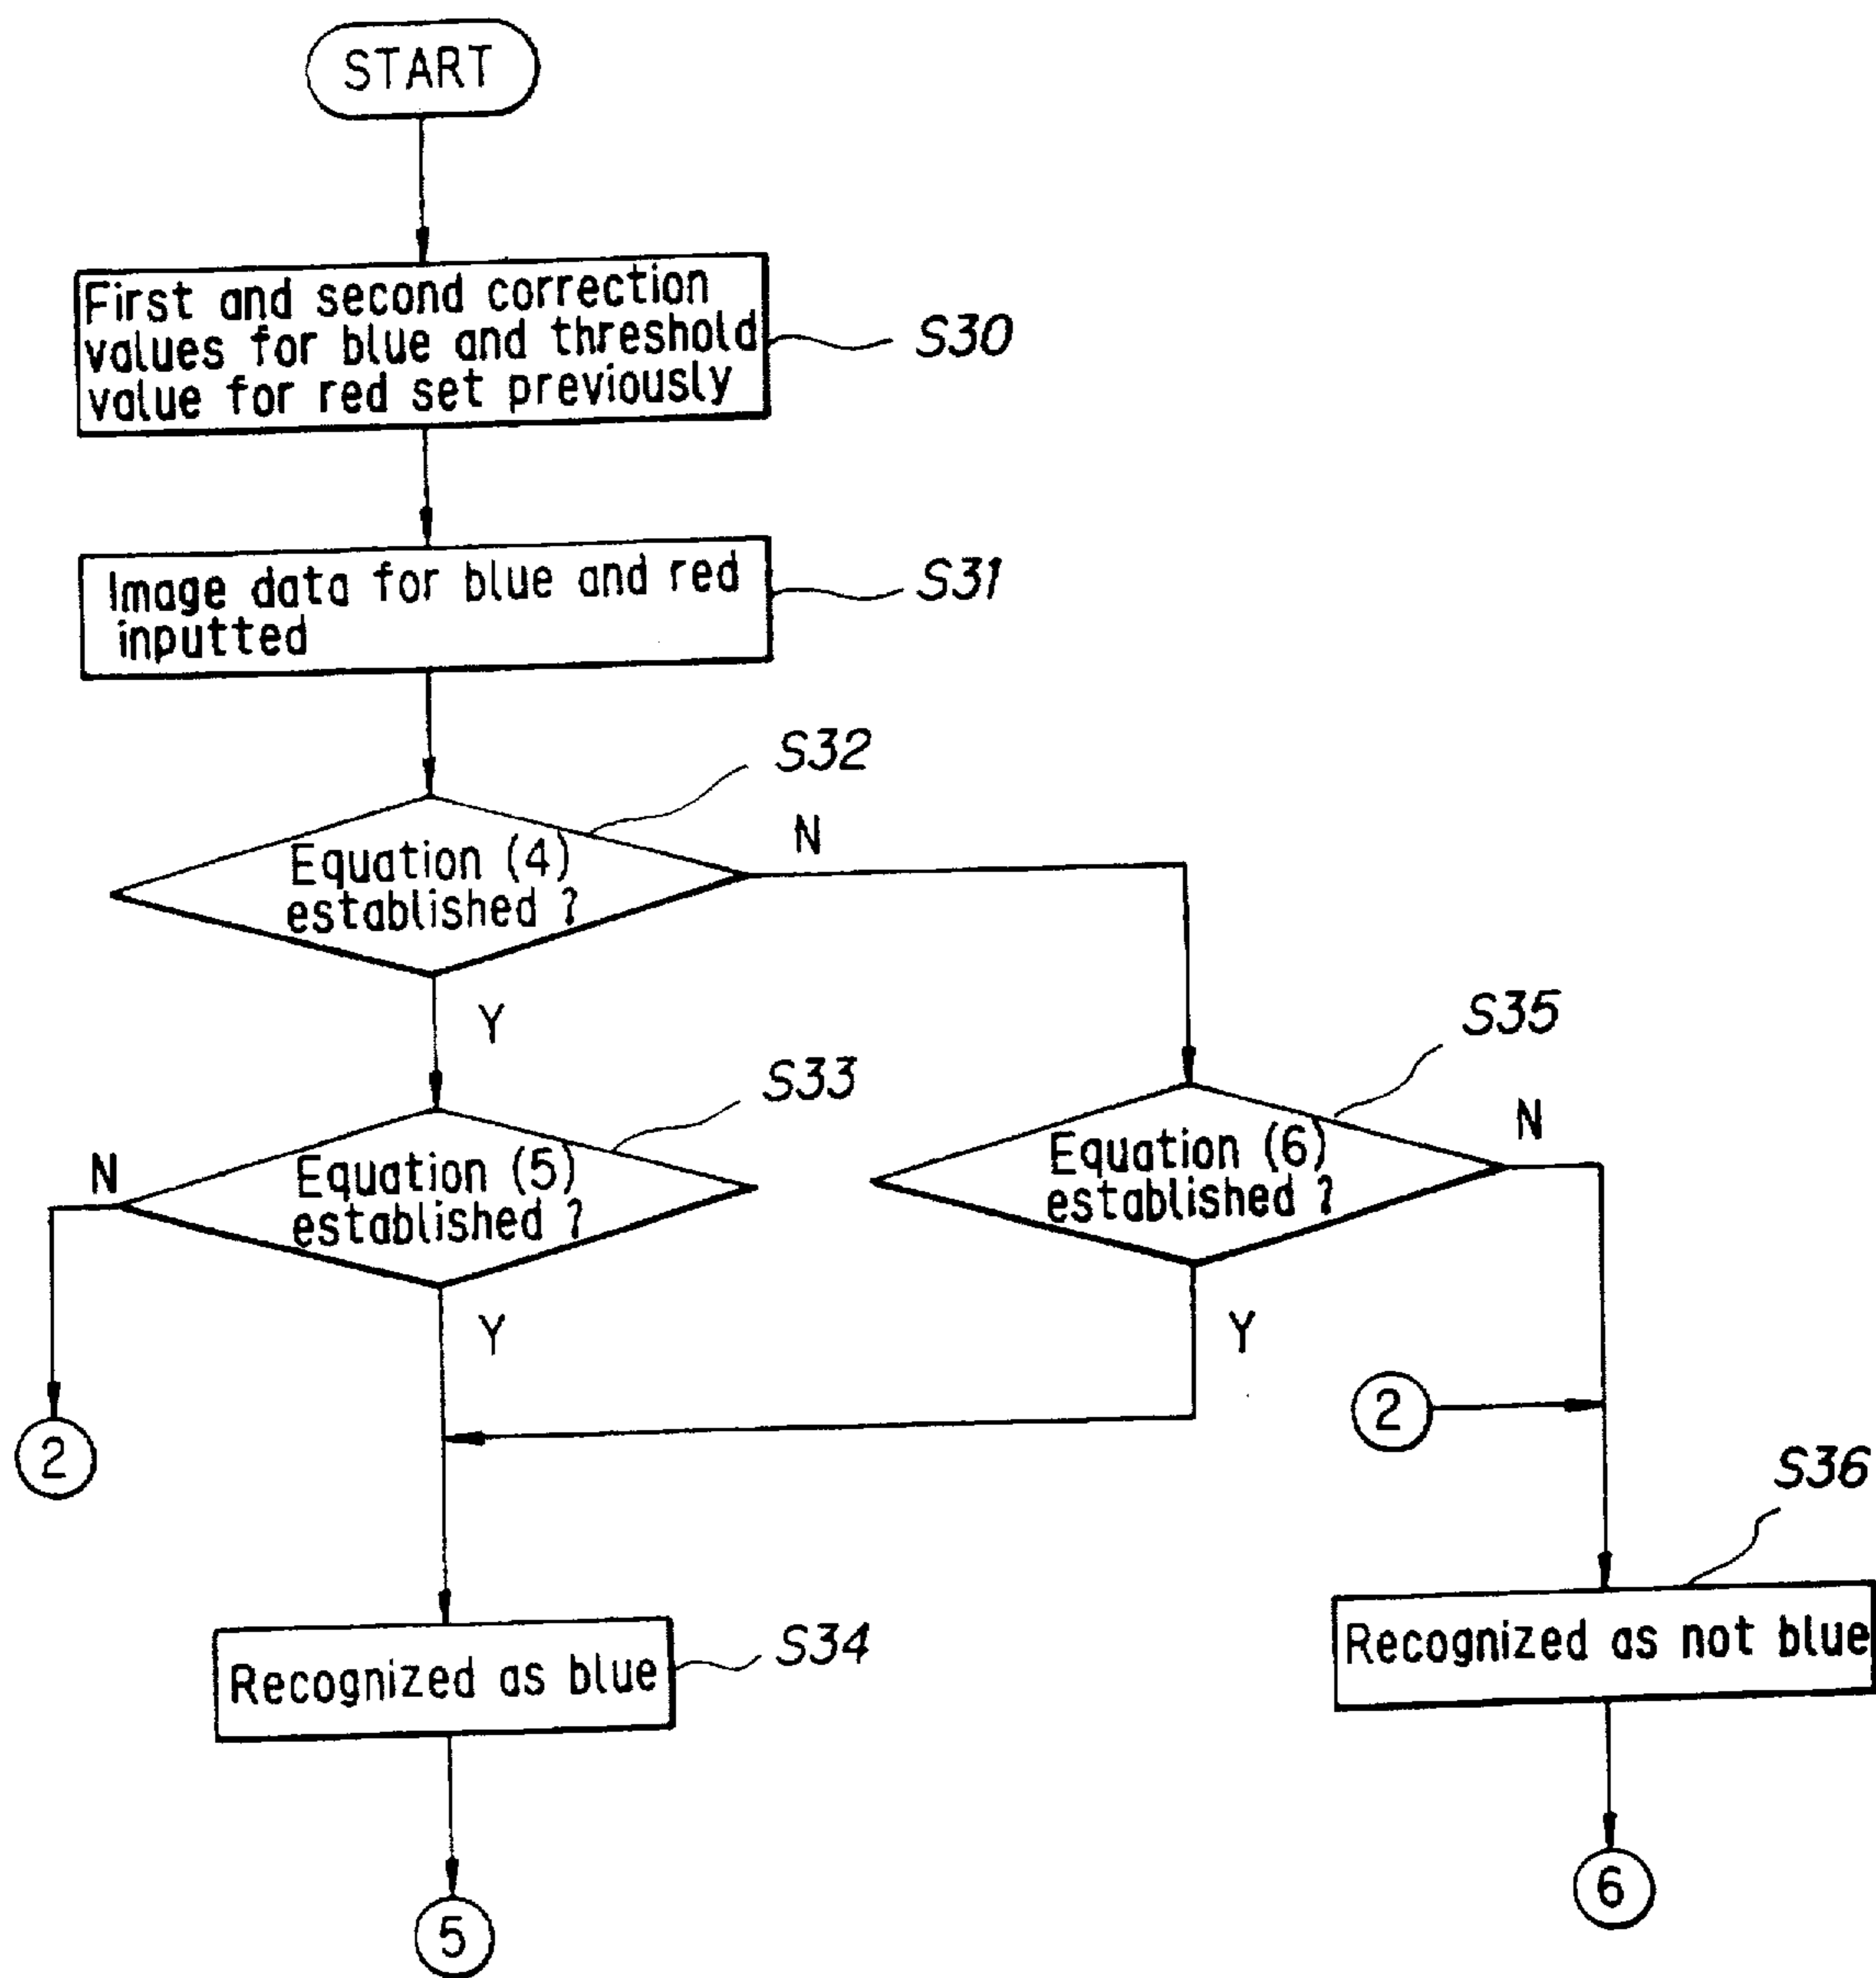 START
First and second correction
values for blue and threshold
value for red set previously
S30
Image data for blue and red
inputted
S31
S32
Equation (4)
established ?
N
Y
S33
Equation (5)
established ?
N
Y
2
S35
Equation (6)
established ?
N
Y
2
S34
Recognized as blue
5
S36
Recognized as not blue
6